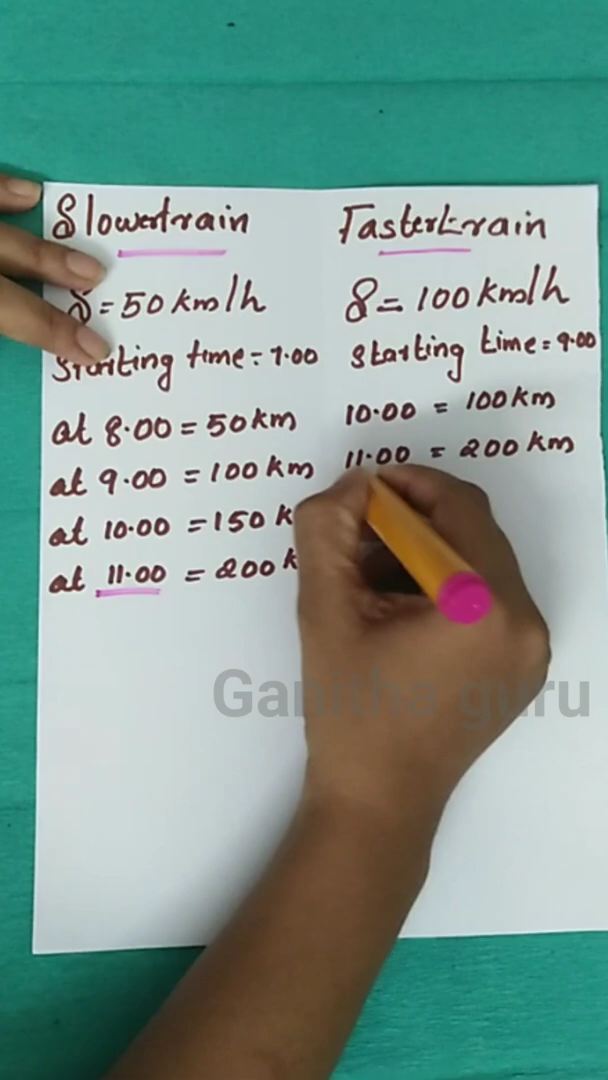 Slowertrain
Fastertrain
S = 50 km/h
S = 100 km/h
Starting time = 7.00
Starting time = 9.00
at 8.00 = 50 km
10.00 = 100 km
at 9.00 = 100 km
11.00 = 200 km
at 10.00 = 150 k
at 11.00 = 200 k
Ganitha guru